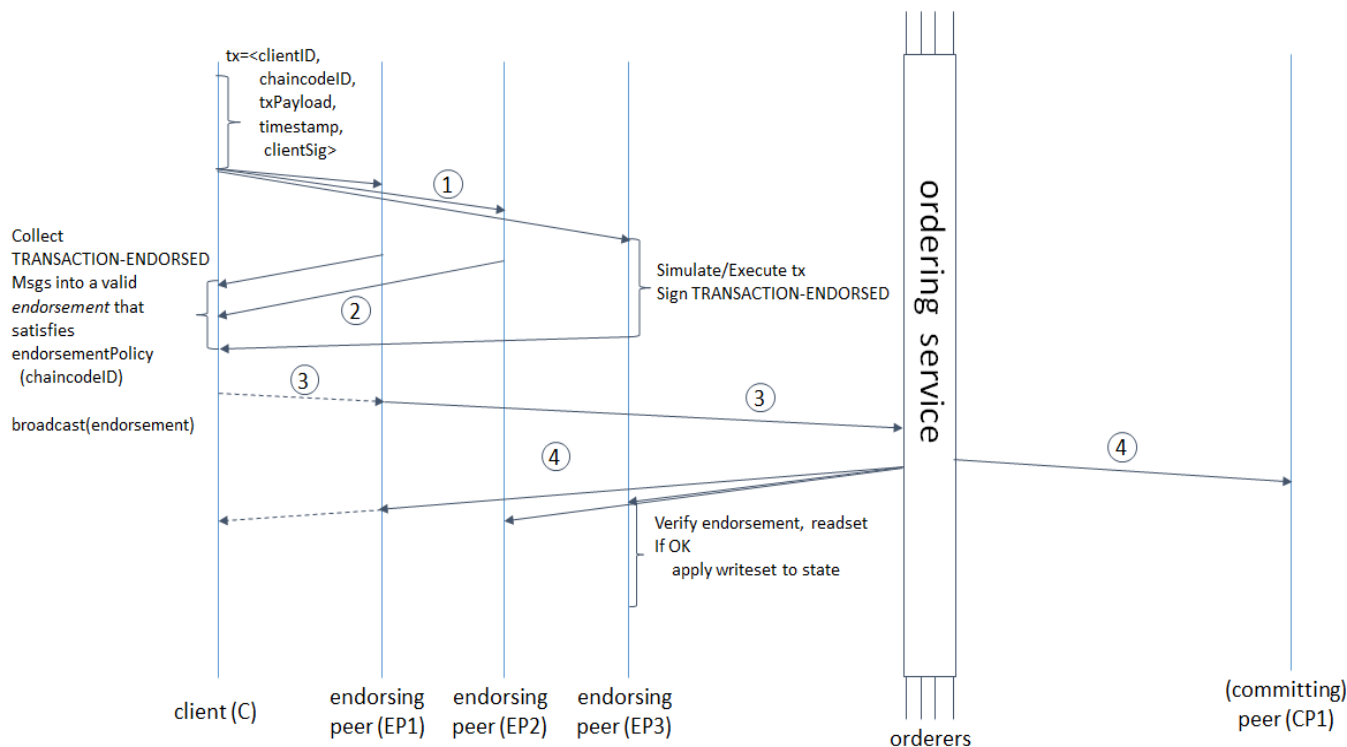 tx=<clientID,
chaincodeID,
txPayload,
timestamp,
clientSig>
1
Collect
TRANSACTION-ENDORSED
Msgs into a valid
endorsement that
satisfies
endorsementPolicy
(chaincodeID)
2
Simulate/Execute tx
Sign TRANSACTION-ENDORSED
3
3
broadcast(endorsement)
ordering service
4
4
Verify endorsement, readset
If OK
apply writeset to state
client (C)
endorsing
peer (EP1)
endorsing
peer (EP2)
endorsing
peer (EP3)
orderers
(committing)
peer (CP1)